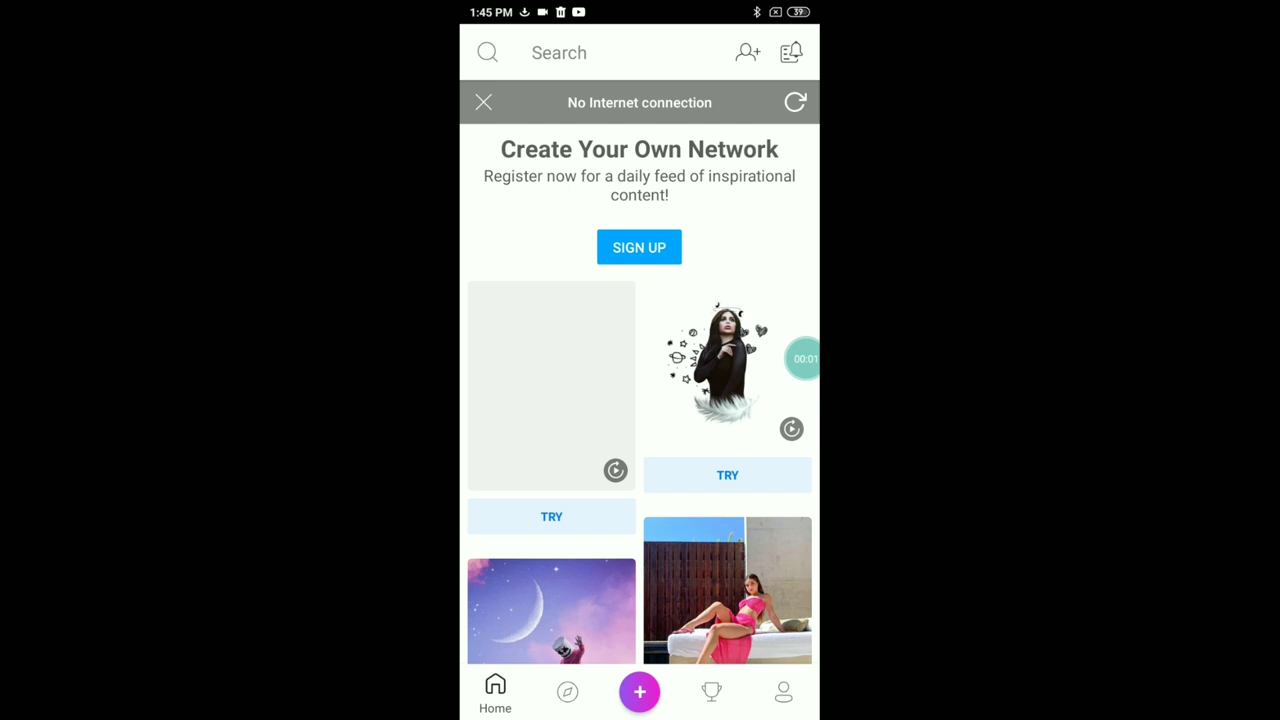 1:45 PM
39
Search
No Internet connection
Create Your Own Network
Register now for a daily feed of inspirational
content!
SIGN UP
00:01
TRY
TRY
Home